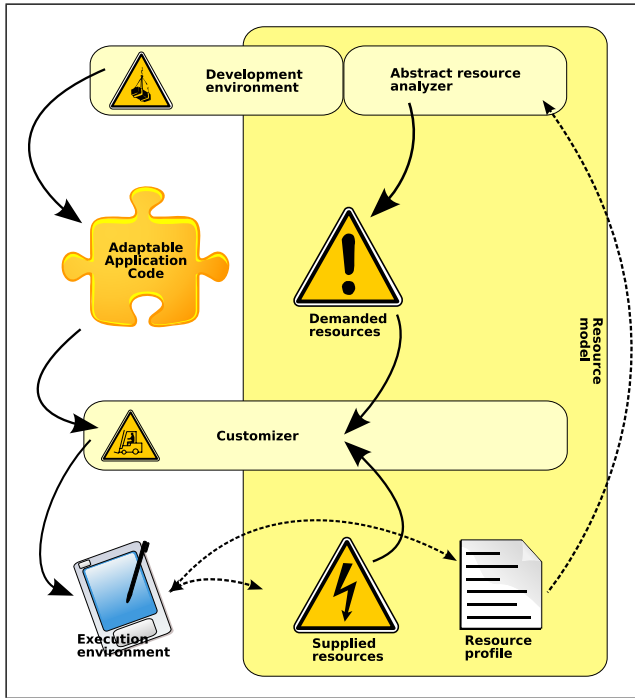 Development
environment
Abstract resource
analyzer
Adaptable
Application
Code
Demanded
resources
Resource
model
Customizer
Execution
environment
Supplied
resources
Resource
profile